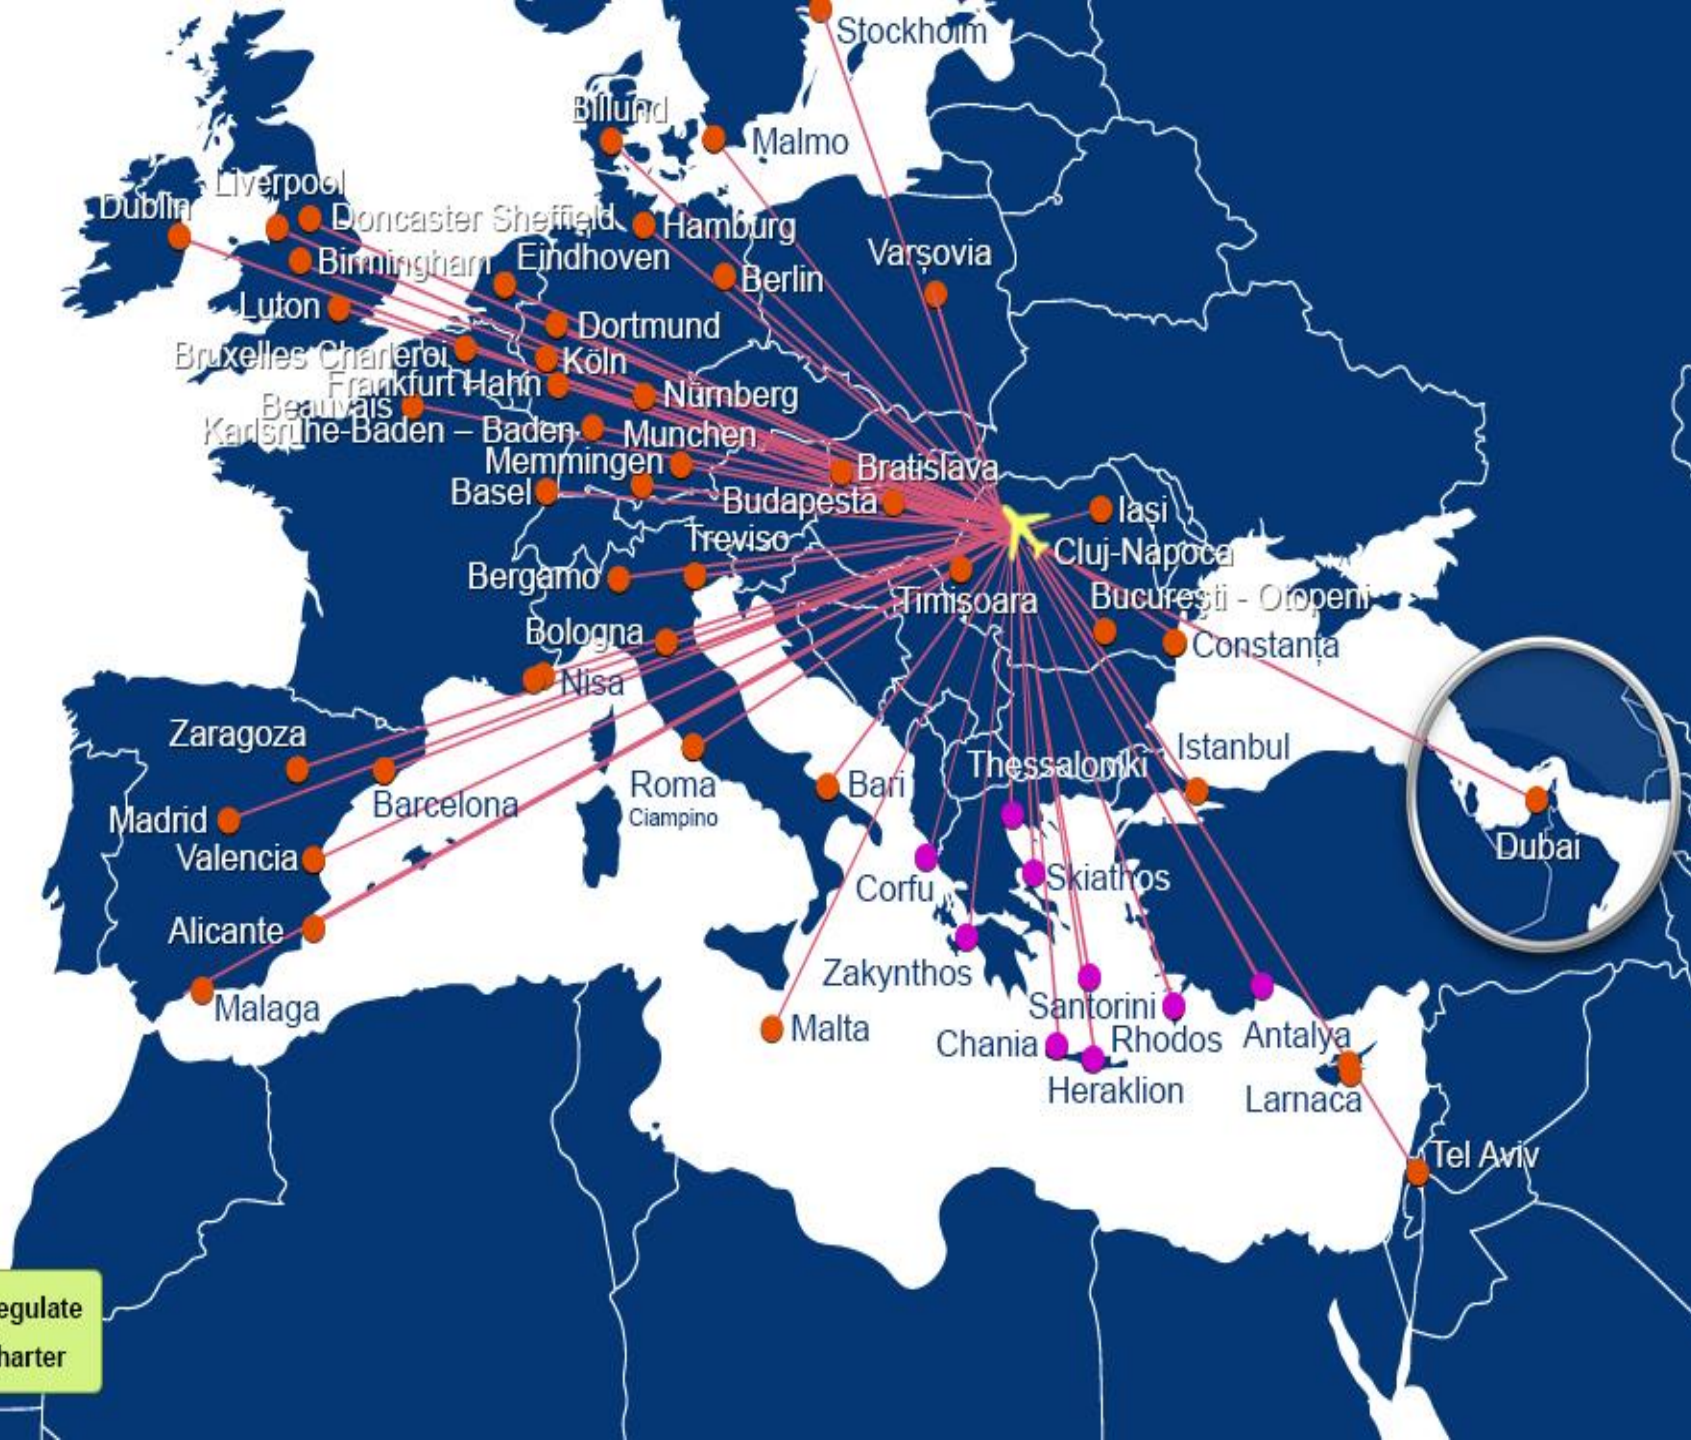 Stockholm
Billund
Malmo
Liverpool
Dublin
Doncaster Sheffield
Hamburg
Birmingham
Eindhoven
Varșovia
Berlin
Luton
Dortmund
Bruxelles Charleroi
Köln
Frankfurt Hahn
Nürnberg
Beauvais
Karlsruhe-Baden – Baden
Munchen
Memmingen
Bratislava
Basel
Budapesta
Iași
Treviso
Cluj-Napoca
Bergamo
Timișoara
București - Otopeni
Bologna
Constanța
Nisa
Zaragoza
Istanbul
Thessaloniki
Roma
Ciampino
Bari
Barcelona
Madrid
Dubai
Valencia
Corfu
Skiathos
Alicante
Zakynthos
Malaga
Santorini
Malta
Chania
Rhodos
Antalya
Heraklion
Larnaca
Tel Aviv
egulate
harter